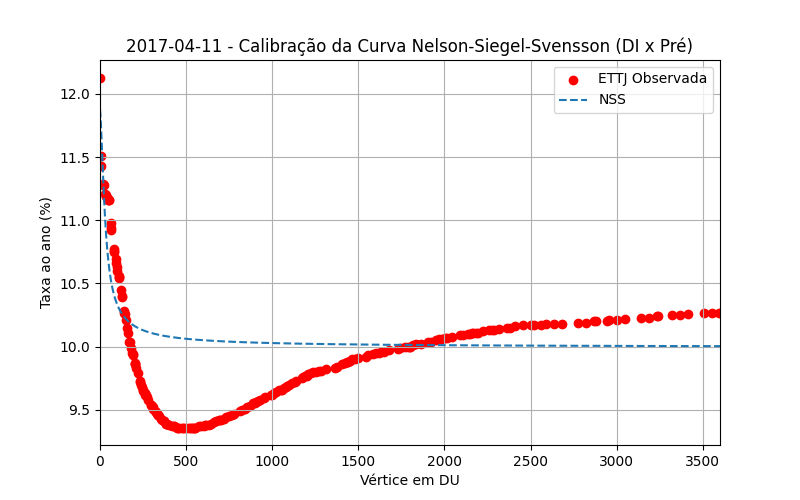 2017-04-11 - Calibração da Curva Nelson-Siegel-Svensson (DI x Pré)
ETTJ Observada
NSS
Taxa ao ano (%)
12.0
11.5
11.0
10.5
10.0
9.5
0 500 1000 1500 2000 2500 3000 3500
Vértice em DU